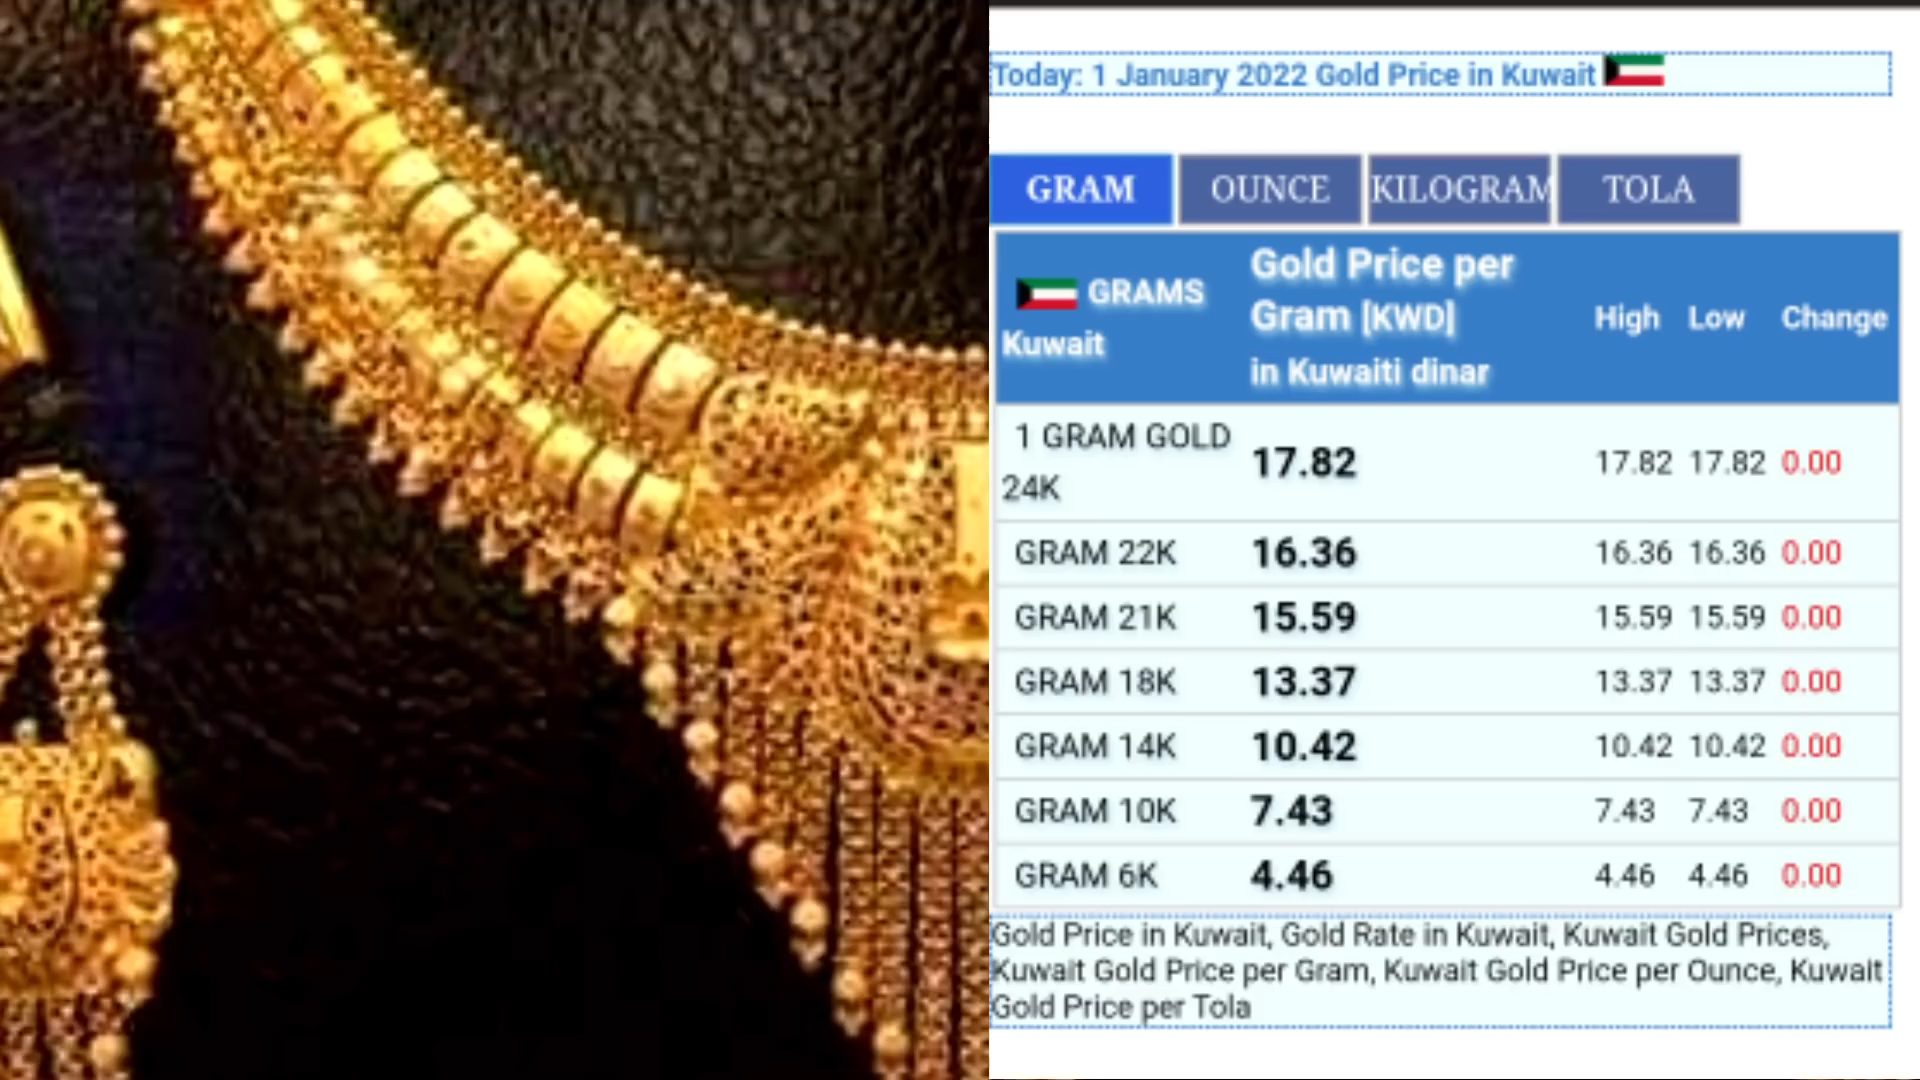 Today: 1 January 2022 Gold Price in Kuwait
GRAM OUNCE KILOGRAM TOLA
GRAMS
Kuwait
Gold Price per
Gram [KWD]
in Kuwaiti dinar
High Low Change
1 GRAM GOLD
24K
17.82 17.82 17.82 0.00
GRAM 22K 16.36 16.36 16.36 0.00
GRAM 21K 15.59 15.59 15.59 0.00
GRAM 18K 13.37 13.37 13.37 0.00
GRAM 14K 10.42 10.42 10.42 0.00
GRAM 10K 7.43 7.43 7.43 0.00
GRAM 6K 4.46 4.46 4.46 0.00
Gold Price in Kuwait, Gold Rate in Kuwait, Kuwait Gold Prices,
Kuwait Gold Price per Gram, Kuwait Gold Price per Ounce, Kuwait
Gold Price per Tola